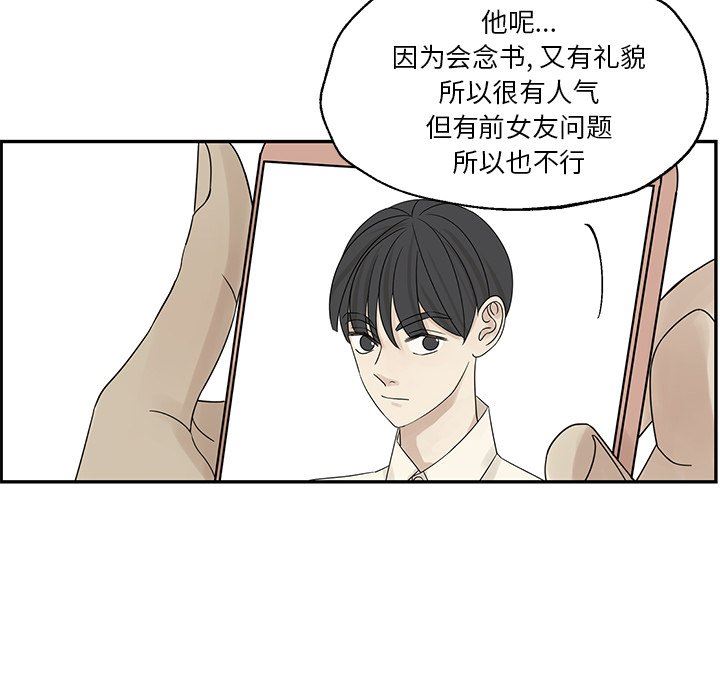 他呢...
因为会念书, 又有礼貌
所以很有人气
但有前女友问题
所以也不行